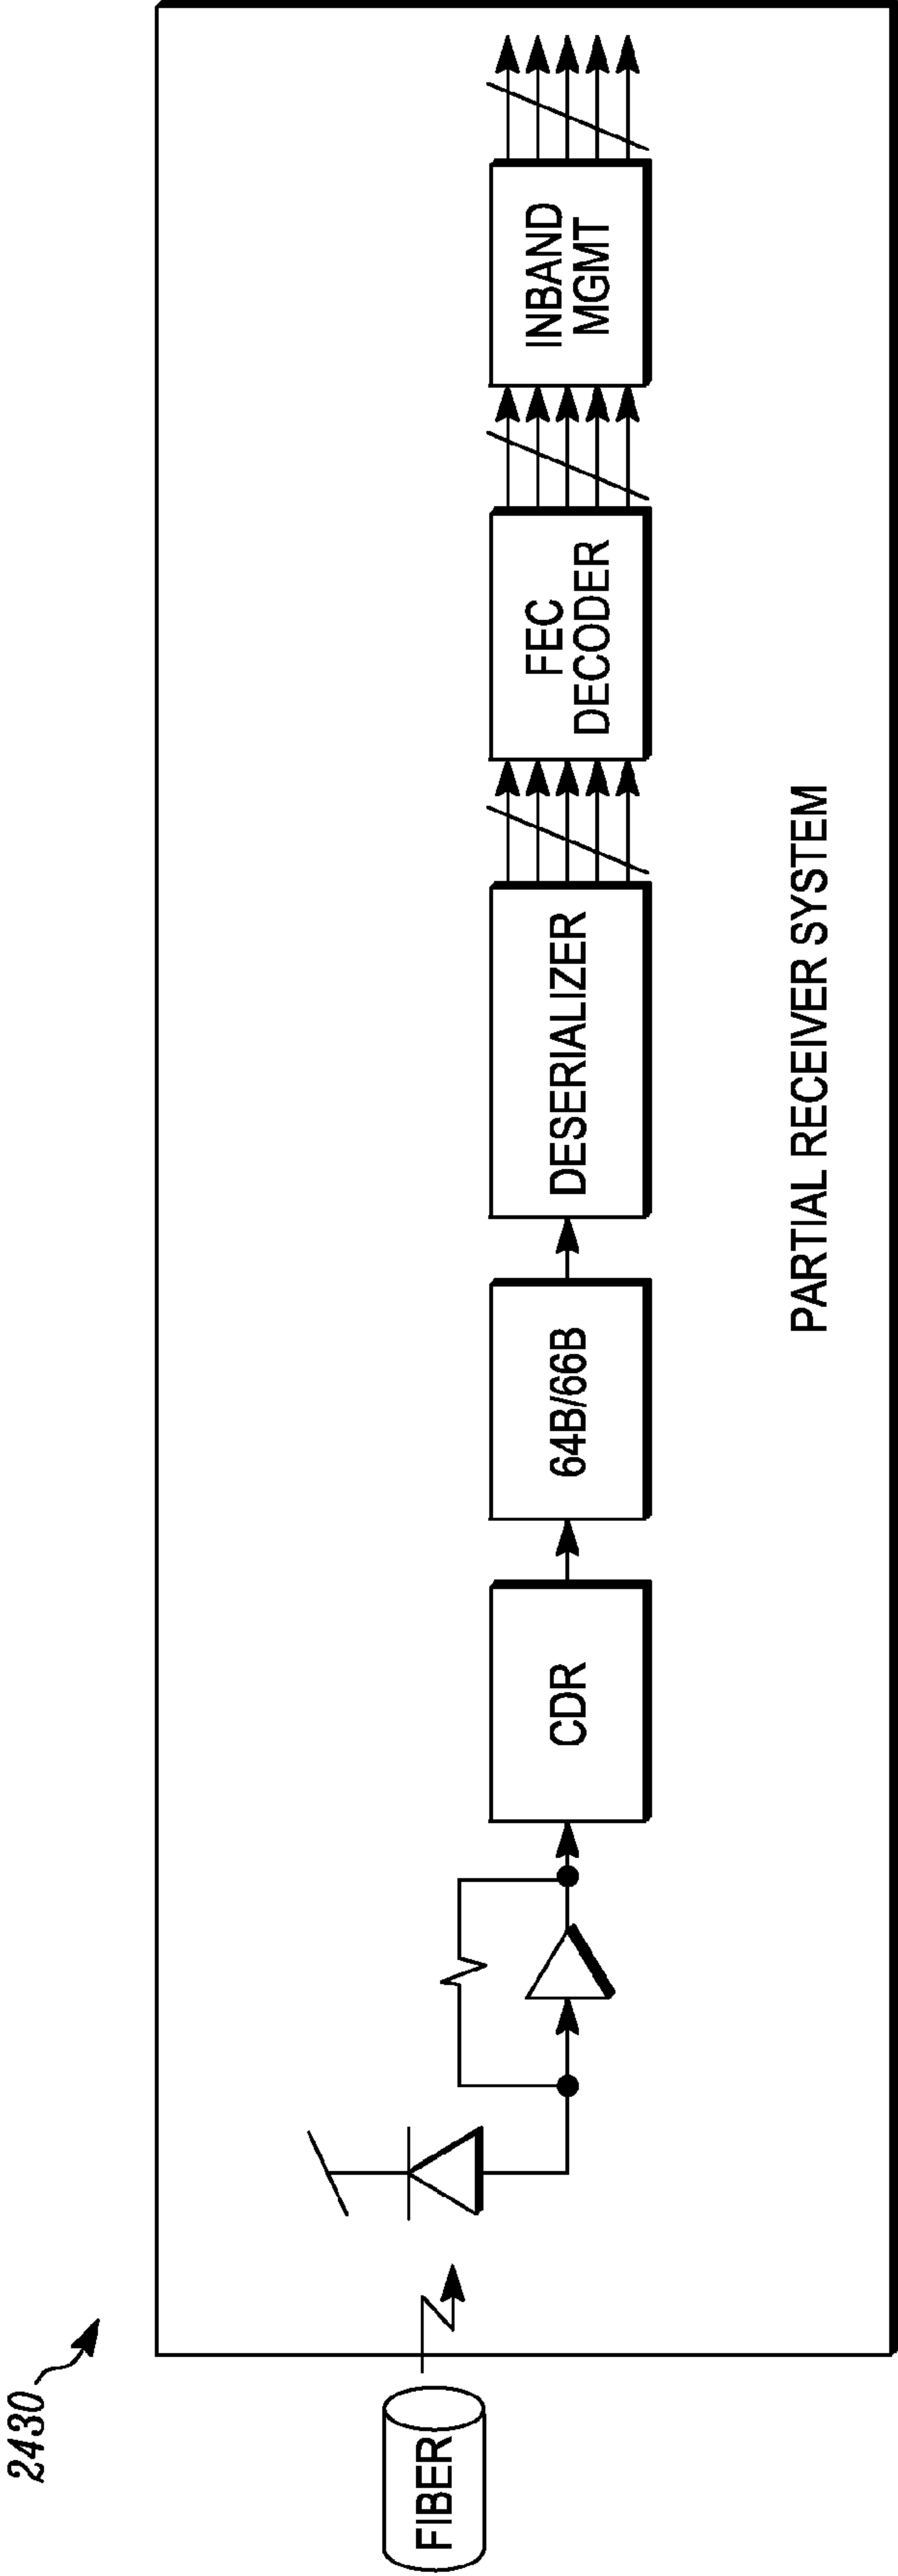 2430
FIBER
CDR
64B/66B
DESERIALIZER
FEC
DECODER
INBAND
MGMT
PARTIAL RECEIVER SYSTEM